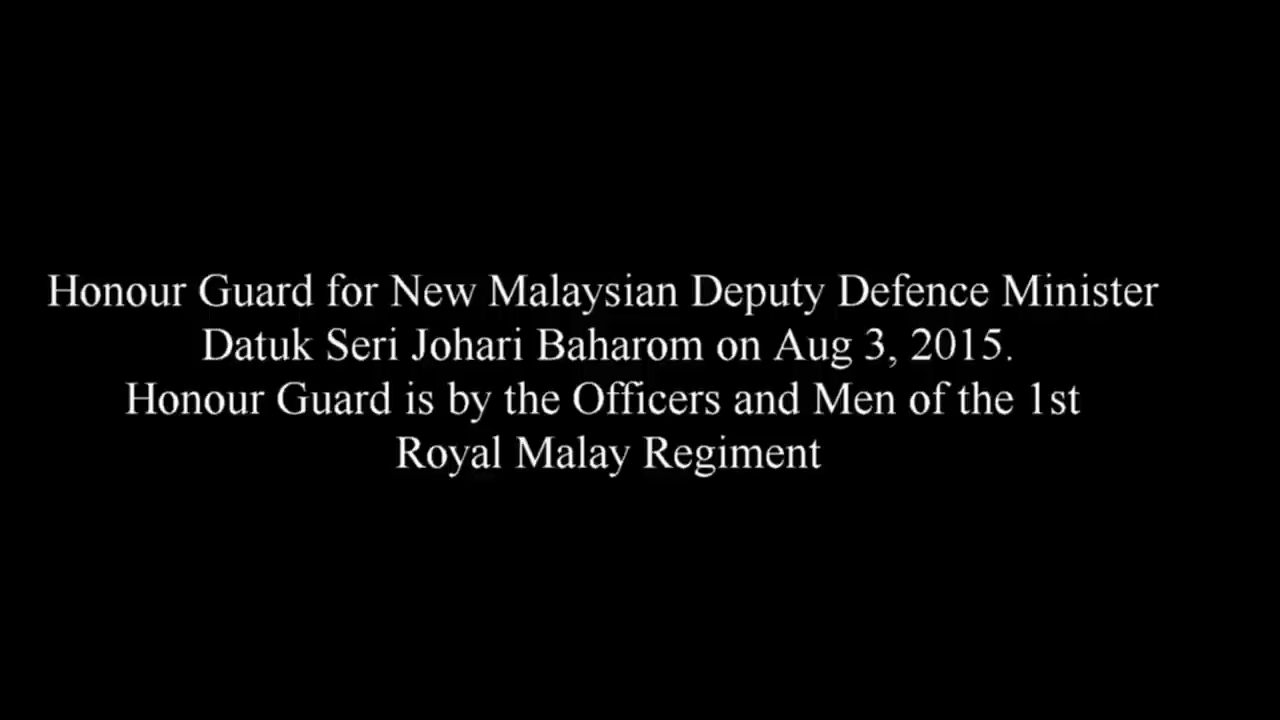 Honour Guard for New Malaysian Deputy Defence Minister
Datuk Seri Johari Baharom on Aug 3, 2015.
Honour Guard is by the Officers and Men of the 1st
Royal Malay Regiment